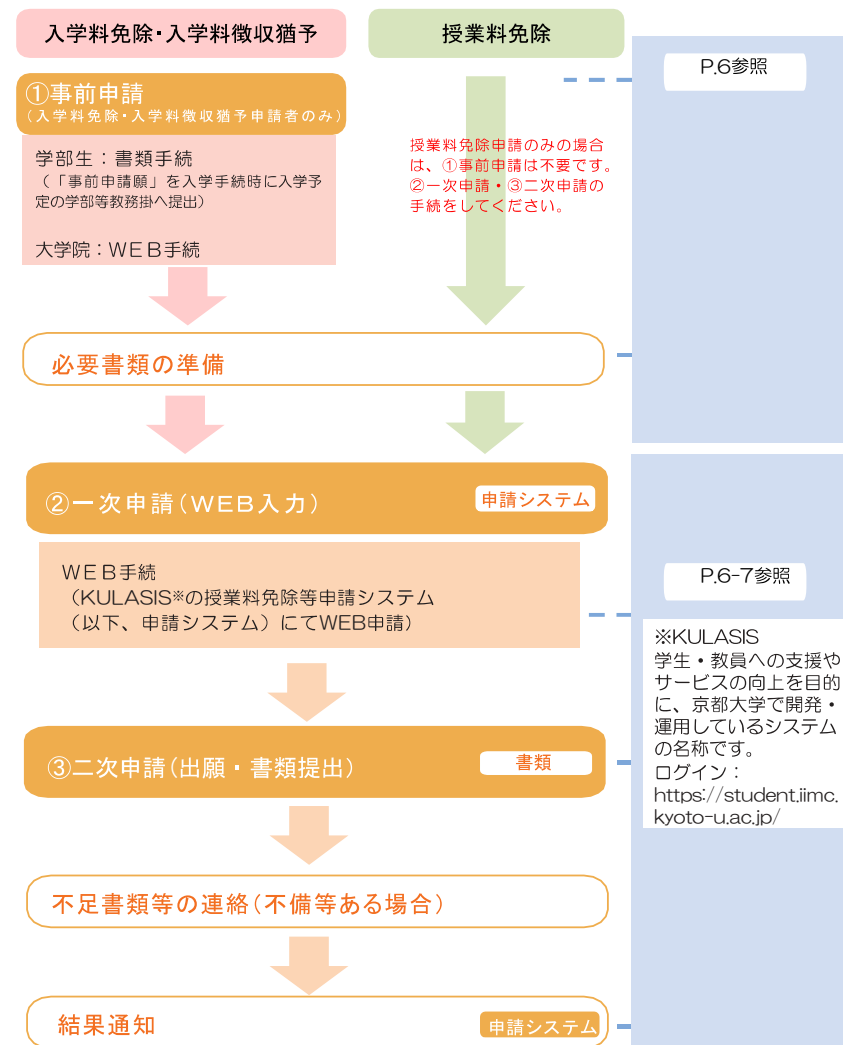 入学料免除・入学料徴収猶予
授業料免除
P.6参照
①事前申請
(入学料免除・入学料徴収猶予申請者のみ)
学部生：書類手続
（「事前申請願」を入学手続時に入学予
定の学部等教務掛へ提出）
大学院：WEB手続
授業料免除申請のみの場合
は、①事前申請は不要です。
②一次申請・③二次申請の
手続をしてください。
必要書類の準備
②一次申請(WEB入力)
申請システム
WEB手続
（KULASIS※の授業料免除等申請システム
（以下、申請システム）にてWEB申請）
P.6-7参照
※KULASIS
学生・教員への支援や
サービスの向上を目的
に、京都大学で開発・
運用しているシステム
の名称です。
ログイン：
https://student.iimc.
kyoto-u.ac.jp/
③二次申請(出願・書類提出)
書類
不足書類等の連絡(不備等ある場合)
結果通知
申請システム